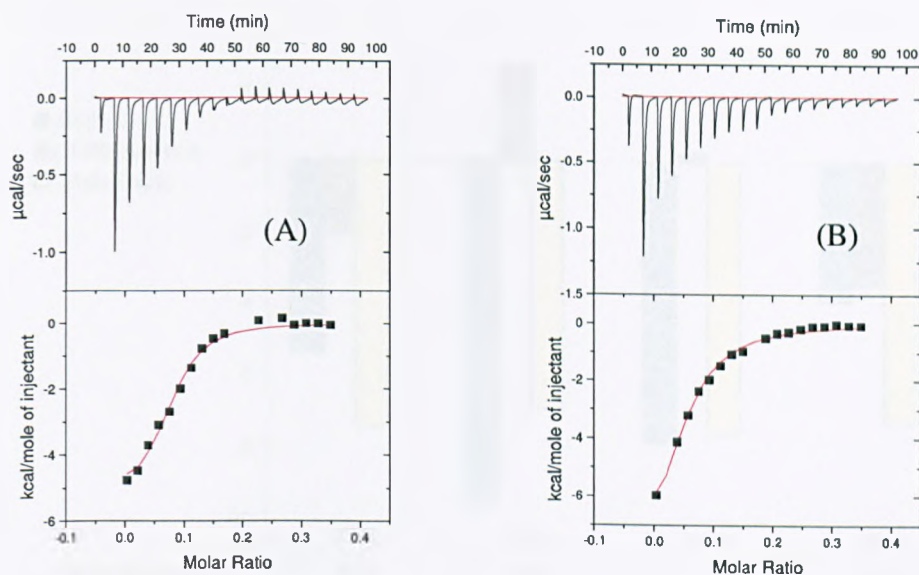 Time (min)
-10 0 10 20 30 40 50 60 70 80 90 100
0.0
-0.5
-1.0
µcal/sec
(A)
0
-2
-4
-6
kcal/mole of injectant
-0.1 0.0 0.1 0.2 0.3 0.4
Molar Ratio
Time (min)
-10 0 10 20 30 40 50 60 70 80 90 100
0.0
-0.5
-1.0
-1.5
µcal/sec
(B)
0
-2
-4
-6
kcal/mole of injectant
-0.1 0.0 0.1 0.2 0.3 0.4
Molar Ratio